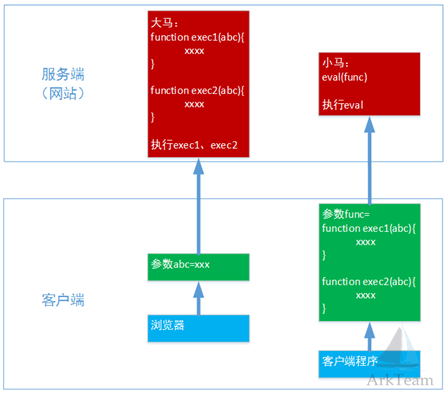 服务端
（网站）
大马：
function exec1(abc){
xxxx
}
function exec2(abc){
xxxx
}
执行exec1、exec2
小马：
eval(func)
执行eval
客户端
参数abc=xxx
浏览器
参数func=
function exec1(abc){
xxxx
}
function exec2(abc){
xxxx
}
客户端程序
ArkTeam